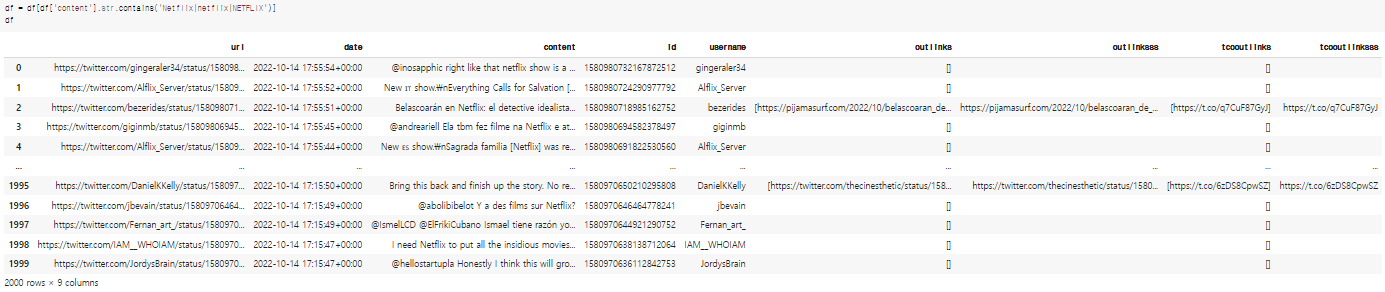 df = df[df['content'].str.contains('Netflix|netflix|NETFLIX')]
df
url date content id username outlinks outlinksss tcooutlinks tcooutlinksss
0 https://twitter.com/gingeraler34/status/158098... 2022-10-14 17:55:54+00:00 @inosapphic right like that netflix show is a ... 1580980732167872512 gingeraler34 [] []
1 https://twitter.com/Alflix_Server/status/15809... 2022-10-14 17:55:52+00:00 New ɪᴛ show.₩nEverything Calls for Salvation [... 1580980724290977792 Alflix_Server [] []
2 https://twitter.com/bezerides/status/158098071... 2022-10-14 17:55:51+00:00 Belascoarán en Netflix: el detective idealista... 1580980718985162752 bezerides [https://pijamasurf.com/2022/10/belascoaran_de... https://pijamasurf.com/2022/10/belascoaran_de_... [https://t.co/q7CuF87GyJ] https://t.co/q7CuF87GyJ
3 https://twitter.com/giginmb/status/15809806945... 2022-10-14 17:55:45+00:00 @andreariell Ela tbm fez filme na Netflix e at... 1580980694582378497 giginmb [] []
4 https://twitter.com/Alflix_Server/status/15809... 2022-10-14 17:55:44+00:00 New ᴇs show.₩nSagrada familia [Netflix] was re... 1580980691822530560 Alflix_Server [] []
... ... ... ... ... ... ... ... ... ...
1995 https://twitter.com/DanielKKelly/status/158097... 2022-10-14 17:15:50+00:00 Bring this back and finish up the story. No re... 1580970650210295808 DanielKKelly [https://twitter.com/thecinesthetic/status/158... https://twitter.com/thecinesthetic/status/1580... [https://t.co/6zDS8CpwSZ] https://t.co/6zDS8CpwSZ
1996 https://twitter.com/jbevain/status/15809706464... 2022-10-14 17:15:49+00:00 @abolibibelot Y a des films sur Netflix? 1580970646464778241 jbevain [] []
1997 https://twitter.com/Fernan_art_/status/1580970... 2022-10-14 17:15:49+00:00 @IsmelLCD @ElFrikiCubano Ismael tiene razón yo... 1580970644921290752 Fernan_art_ [] []
1998 https://twitter.com/IAM__WHOIAM/status/1580970... 2022-10-14 17:15:47+00:00 I need Netflix to put all the insidious movies... 1580970638138712064 IAM__WHOIAM [] []
1999 https://twitter.com/JordysBrain/status/1580970... 2022-10-14 17:15:47+00:00 @hellostartupla Honestly I think this will gro... 1580970636112842753 JordysBrain [] []
2000 rows × 9 columns